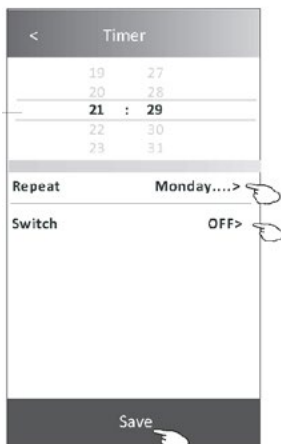 < Timer
19 27
20 28
21 : 29
22 30
23 31
Repeat Monday....>
Switch OFF>
Save